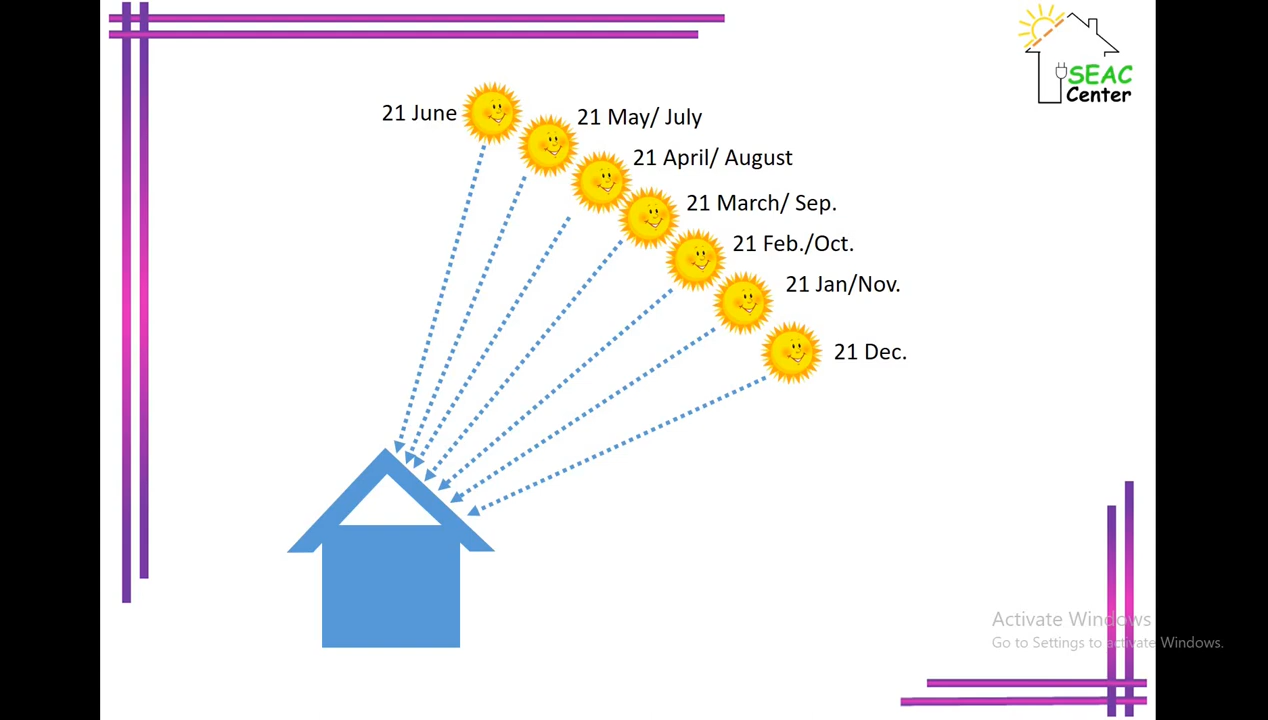 SEAC
Center
21 June
21 May/ July
21 April/ August
21 March/ Sep.
21 Feb./Oct.
21 Jan/Nov.
21 Dec.
Activate Windows
Go to Settings to activate Windows.